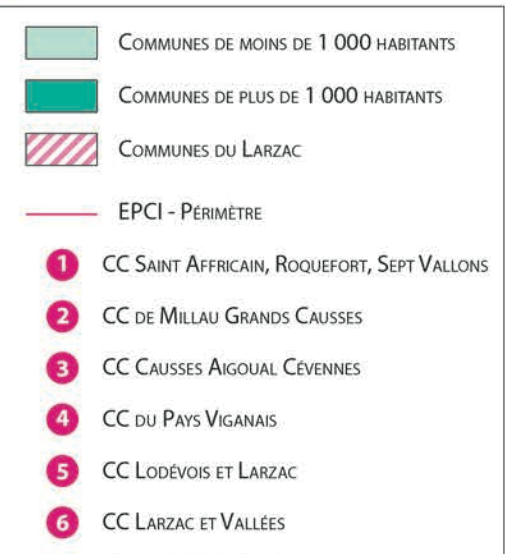 Communes de moins de 1 000 habitants
Communes de plus de 1 000 habitants
Communes du Larzac
EPCI - Périmètre
1 CC Saint Affricain, Roquefort, Sept Vallons
2 CC de Millau Grands Causses
3 CC Causses Aigoual Cévennes
4 CC du Pays Viganais
5 CC Lodévois et Larzac
6 CC Larzac et Vallées